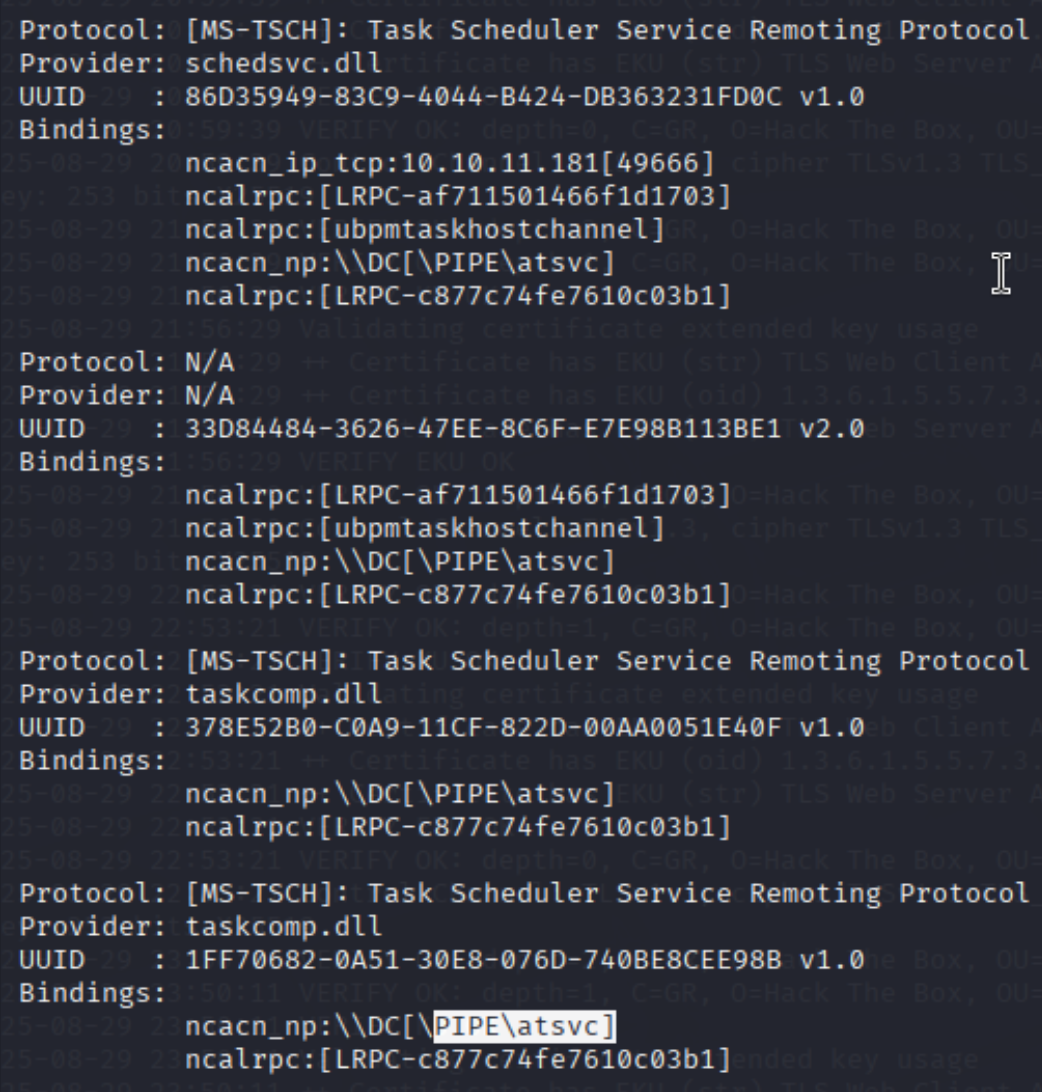 Protocol: [MS-TSCH]: Task Scheduler Service Remoting Protocol
Provider: schedsvc.dll
UUID    : 86D35949-83C9-4044-B424-DB363231FD0C v1.0
Bindings:
          ncacn_ip_tcp:10.10.11.181[49666]
          ncalrpc:[LRPC-af711501466f1d1703]
          ncalrpc:[ubpmtaskhostchannel]
          ncacn_np:\\DC[\PIPE\atsvc]
          ncalrpc:[LRPC-c877c74fe7610c03b1]

Protocol: N/A
Provider: N/A
UUID    : 33D84484-3626-47EE-8C6F-E7E98B113BE1 v2.0
Bindings:
          ncalrpc:[LRPC-af711501466f1d1703]
          ncalrpc:[ubpmtaskhostchannel]
          ncacn_np:\\DC[\PIPE\atsvc]
          ncalrpc:[LRPC-c877c74fe7610c03b1]

Protocol: [MS-TSCH]: Task Scheduler Service Remoting Protocol
Provider: taskcomp.dll
UUID    : 378E52B0-C0A9-11CF-822D-00AA0051E40F v1.0
Bindings:
          ncacn_np:\\DC[\PIPE\atsvc]
          ncalrpc:[LRPC-c877c74fe7610c03b1]

Protocol: [MS-TSCH]: Task Scheduler Service Remoting Protocol
Provider: taskcomp.dll
UUID    : 1FF70682-0A51-30E8-076D-740BE8CEE98B v1.0
Bindings:
          ncacn_np:\\DC[\PIPE\atsvc]
          ncalrpc:[LRPC-c877c74fe7610c03b1]